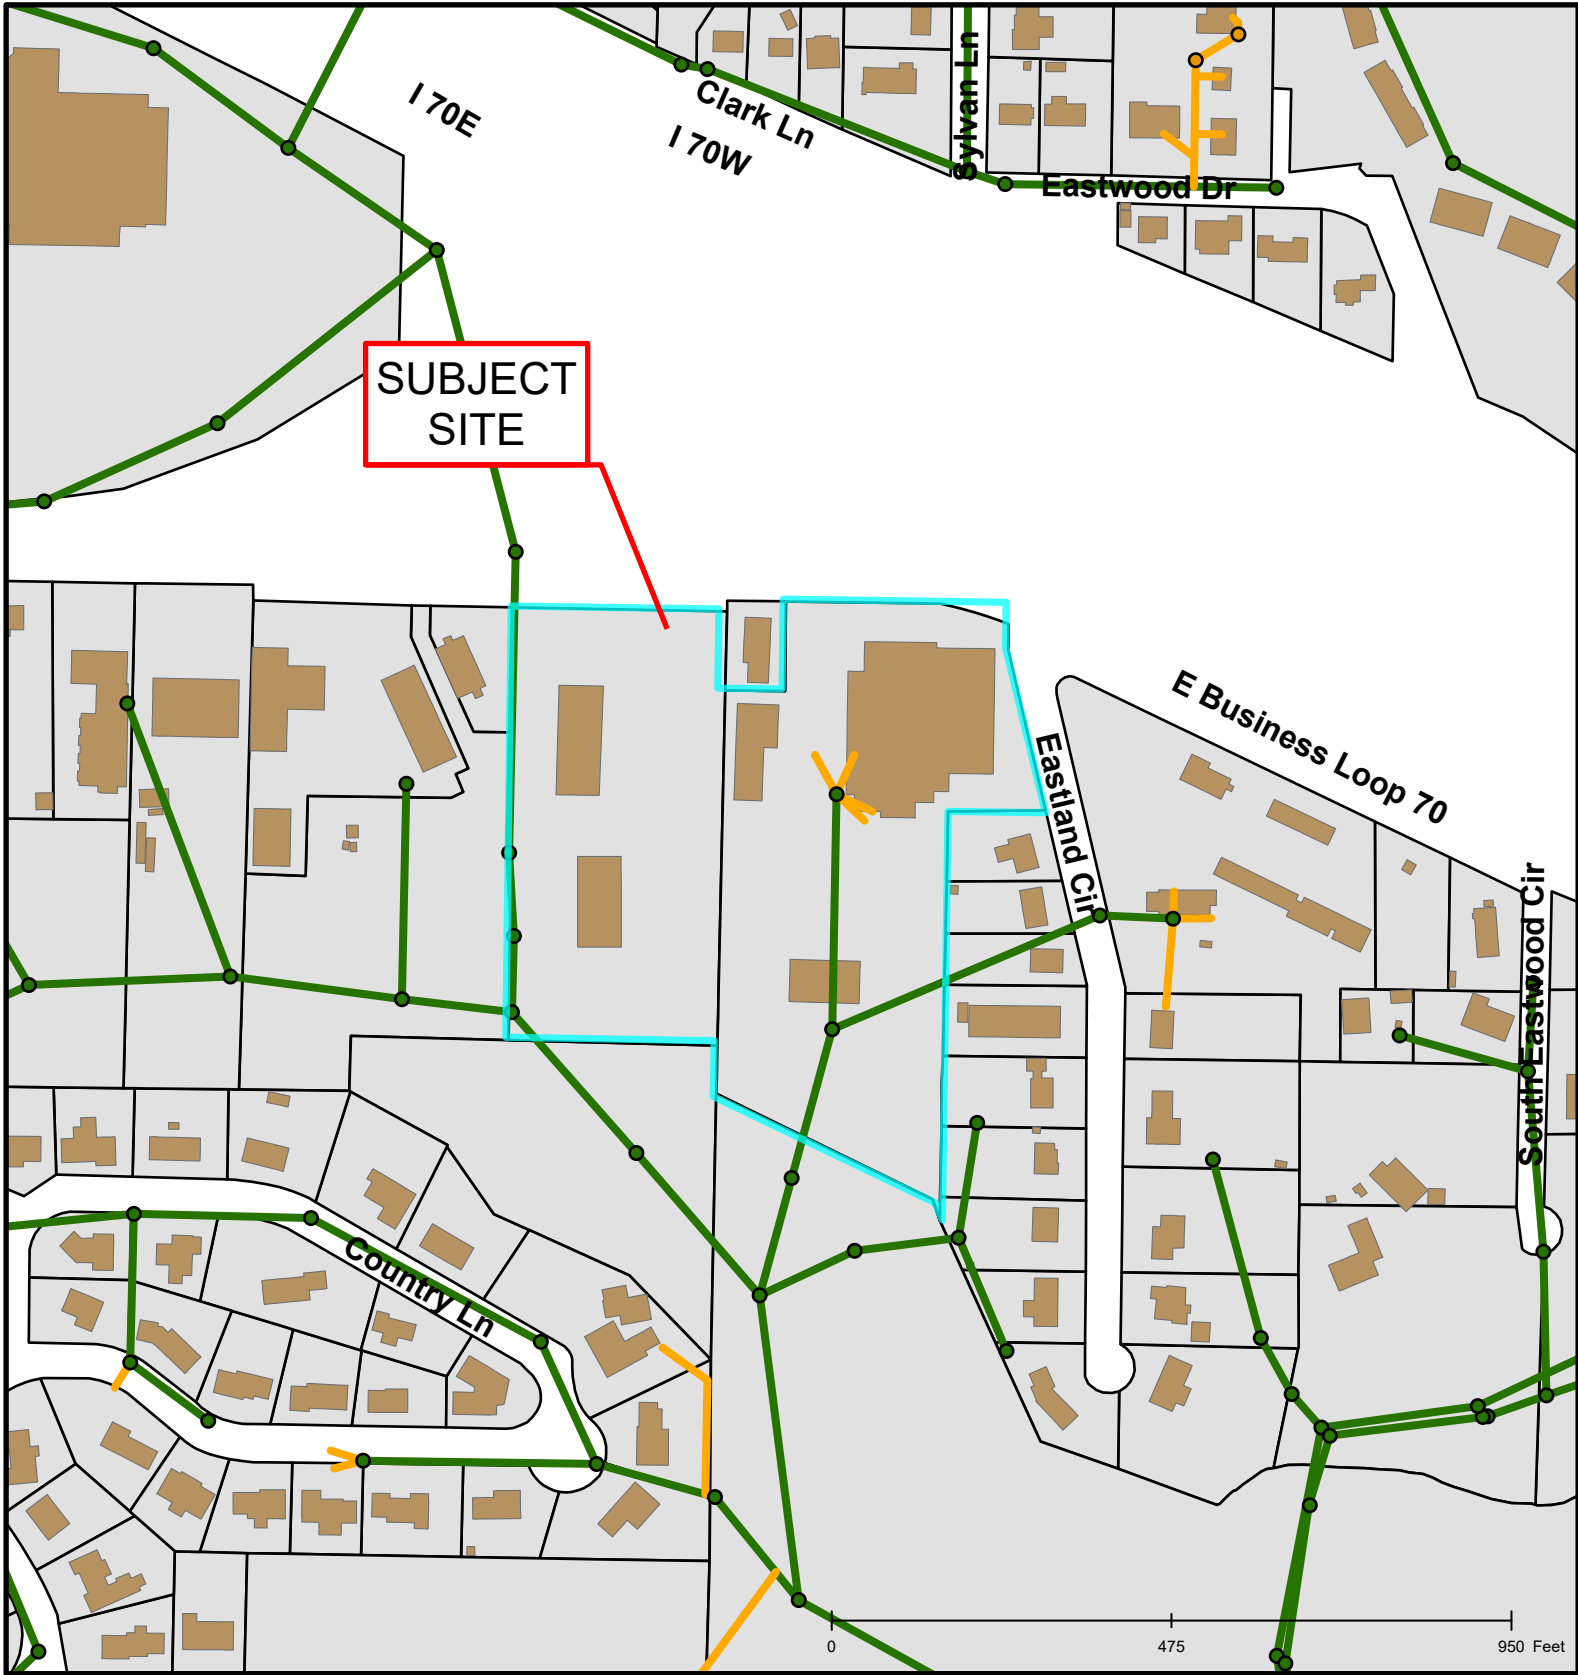 I 70E
Clark Ln
I 70W
Sylvan Ln
Eastwood Dr
SUBJECT
SITE
E Business Loop 70
Eastland Cir
South Eastwood Cir
Country Ln
0 475 950 Feet